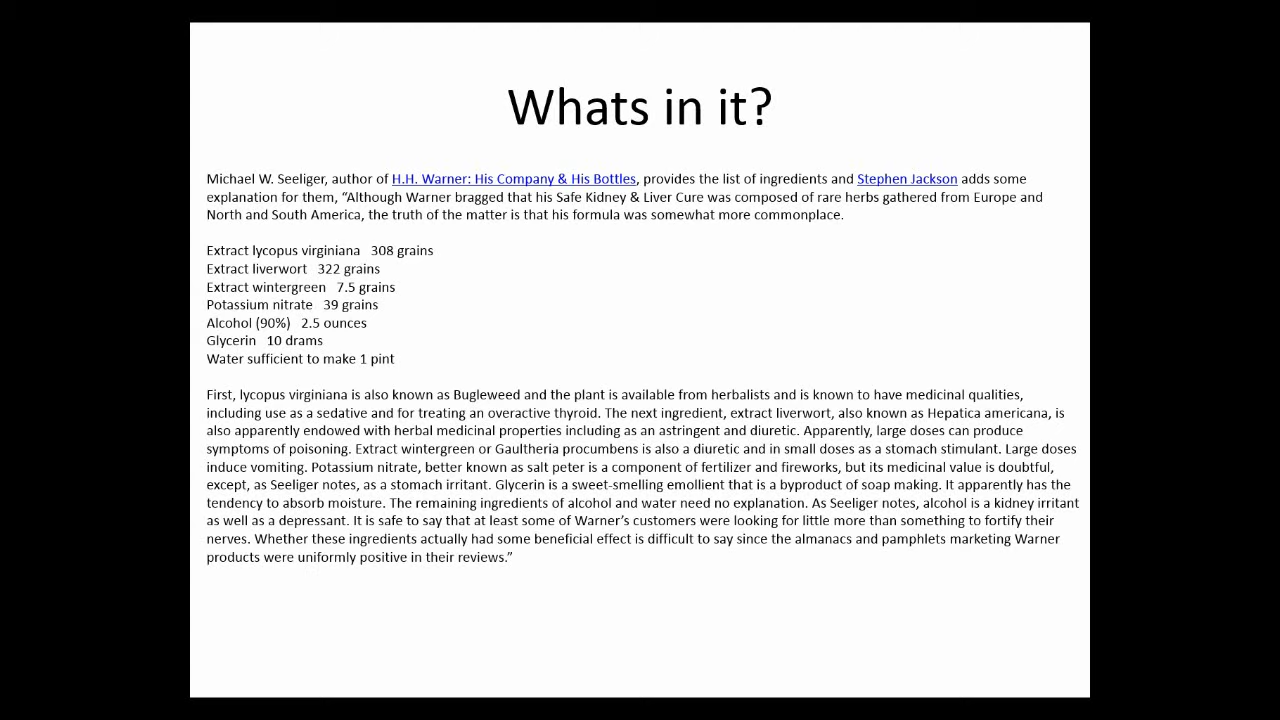 Whats in it?
Michael W. Seeliger, author of H.H. Warner: His Company & His Bottles, provides the list of ingredients and Stephen Jackson adds some
explanation for them, “Although Warner bragged that his Safe Kidney & Liver Cure was composed of rare herbs gathered from Europe and
North and South America, the truth of the matter is that his formula was somewhat more commonplace.
Extract lycopus virginiana 308 grains
Extract liverwort 322 grains
Extract wintergreen 7.5 grains
Potassium nitrate 39 grains
Alcohol (90%) 2.5 ounces
Glycerin 10 drams
Water sufficient to make 1 pint
First, lycopus virginiana is also known as Bugleweed and the plant is available from herbalists and is known to have medicinal qualities,
including use as a sedative and for treating an overactive thyroid. The next ingredient, extract liverwort, also known as Hepatica americana, is
also apparently endowed with herbal medicinal properties including as an astringent and diuretic. Apparently, large doses can produce
symptoms of poisoning. Extract wintergreen or Gaultheria procumbens is also a diuretic and in small doses as a stomach stimulant. Large doses
induce vomiting. Potassium nitrate, better known as salt peter is a component of fertilizer and fireworks, but its medicinal value is doubtful,
except, as Seeliger notes, as a stomach irritant. Glycerin is a sweet-smelling emollient that is a byproduct of soap making. It apparently has the
tendency to absorb moisture. The remaining ingredients of alcohol and water need no explanation. As Seeliger notes, alcohol is a kidney irritant
as well as a depressant. It is safe to say that at least some of Warner’s customers were looking for little more than something to fortify their
nerves. Whether these ingredients actually had some beneficial effect is difficult to say since the almanacs and pamphlets marketing Warner
products were uniformly positive in their reviews.”